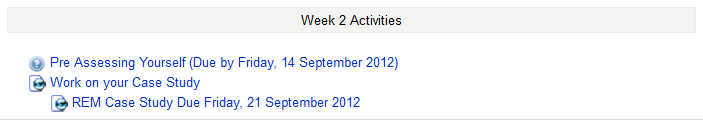 Week 2 Activities
Pre Assessing Yourself (Due by Friday, 14 September 2012)
Work on your Case Study
REM Case Study Due Friday, 21 September 2012